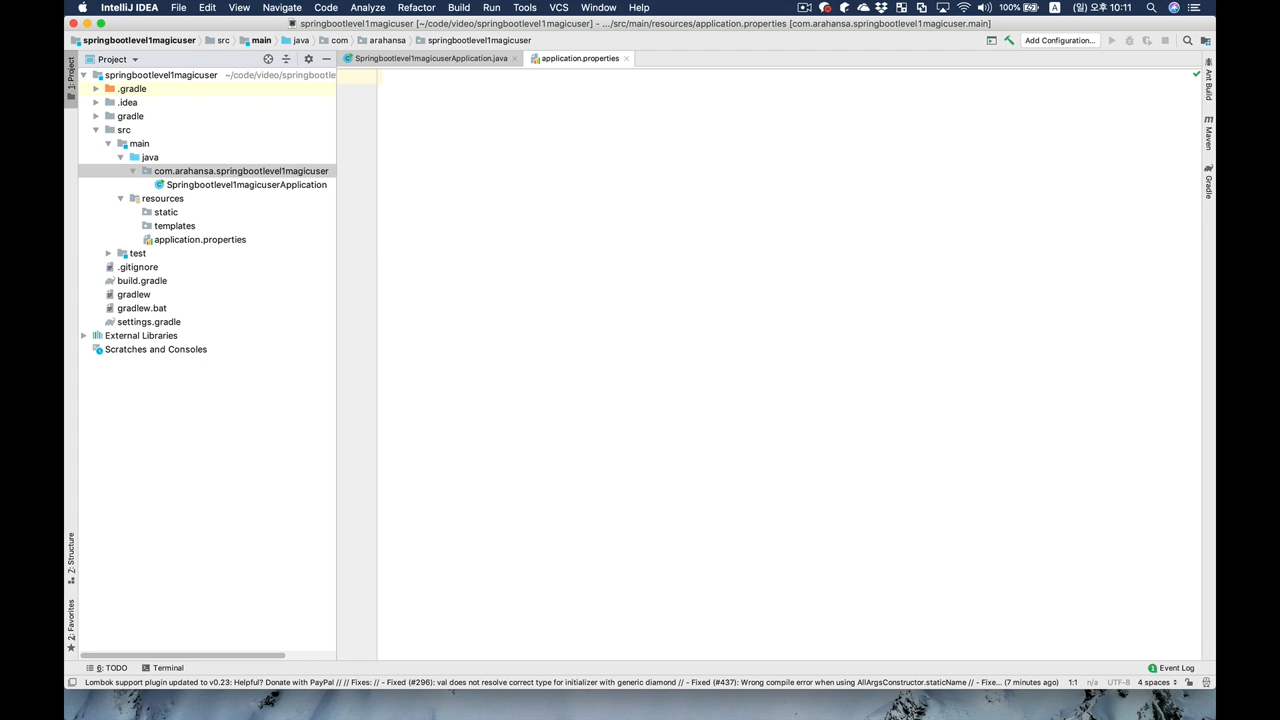 IntelliJ IDEA File Edit View Navigate Code Analyze Refactor Build Run Tools VCS Window Help 100% A (일) 오후 10:11
springbootlevel1magicuser [~/code/video/springbootlevel1magicuser] - .../src/main/resources/application.properties [com.arahansa.springbootlevel1magicuser.main]
springbootlevel1magicuser src main java com arahansa springbootlevel1magicuser Add Configuration...
Project Springbootlevel1magicuserApplication.java application.properties
1: Project
springbootlevel1magicuser ~/code/video/springbootle
.gradle
.idea
gradle
src
main
java
com.arahansa.springbootlevel1magicuser
Springbootlevel1magicuserApplication
resources
static
templates
application.properties
test
.gitignore
build.gradle
gradlew
gradlew.bat
settings.gradle
External Libraries
Scratches and Consoles
Ant Build
m
Maven
Gradle
7: Structure
2: Favorites
6: TODO Terminal 1 Event Log
Lombok support plugin updated to v0.23: Helpful? Donate with PayPal // // Fixes: // - Fixed (#296): val does not resolve correct type for initializer with generic diamond // - Fixed (#437): Wrong compile error when using AllArgsConstructor.staticName // - Fixe... (7 minutes ago) 1:1 n/a UTF-8 4 spaces